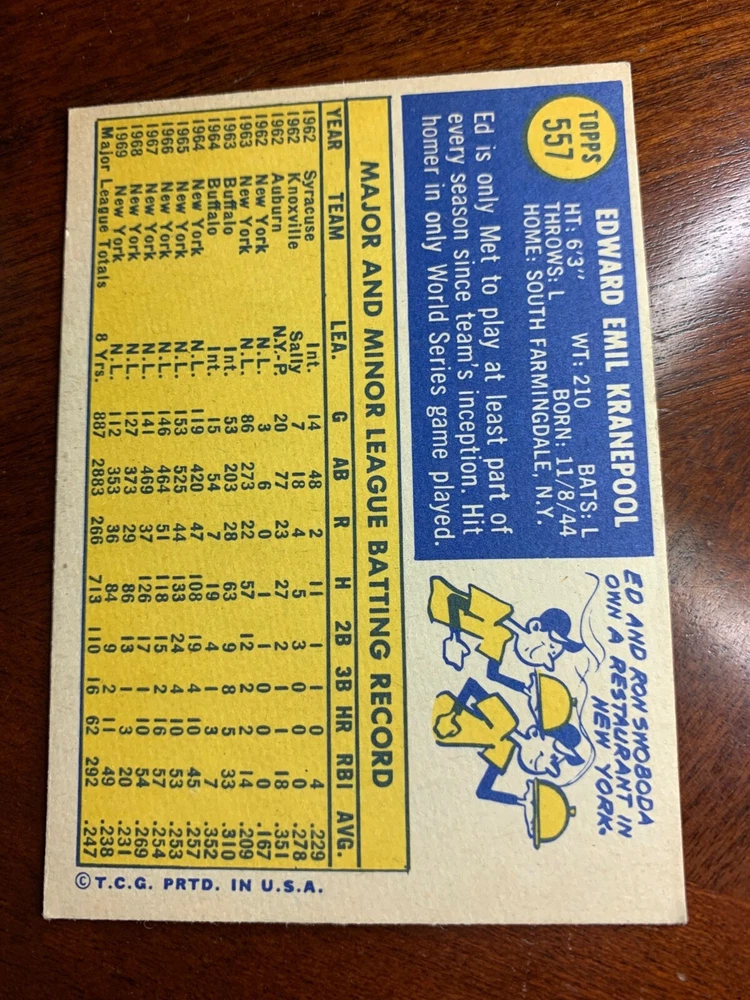 TOPPS
557
EDWARD EMIL KRANEPOOL
HT: 6'3" WT: 210 BATS: L
THROWS: L BORN: 11/8/44
HOME: SOUTH FARMINGDALE, N.Y.
Ed is only Met to play at least part of
every season since team's inception. Hit
homer in only World Series game played.
ED AND RON SWOBODA
OWN A RESTAURANT IN
NEW YORK.
MAJOR AND MINOR LEAGUE BATTING RECORD
YEAR TEAM LEA. G AB R H 2B 3B HR RBI AVG.
1962 Syracuse Int. 14 48 2 11 1 1 0 4 .229
1962 Knoxville Sally 7 18 4 5 3 0 0 0 .278
1962 Auburn N.Y.-P. 20 77 23 27 2 1 1 18 .351
1962 New York N.L. 3 6 0 1 1 0 0 0 .167
1963 New York N.L. 86 273 22 57 12 2 2 14 .209
1963 Buffalo Int. 53 203 28 63 9 8 5 33 .310
1964 Buffalo Int. 15 54 7 19 4 1 3 7 .352
1964 New York N.L. 119 420 47 108 19 4 10 45 .257
1965 New York N.L. 153 525 44 133 24 4 10 53 .253
1966 New York N.L. 146 464 51 118 15 2 16 57 .254
1967 New York N.L. 141 469 37 126 17 1 10 54 .269
1968 New York N.L. 127 373 29 86 13 1 3 20 .231
1969 New York N.L. 112 353 36 84 9 2 11 49 .238
Major League Totals 8 Yrs. 887 2883 266 713 110 16 62 292 .247
© T.C.G. PRTD. IN U.S.A.